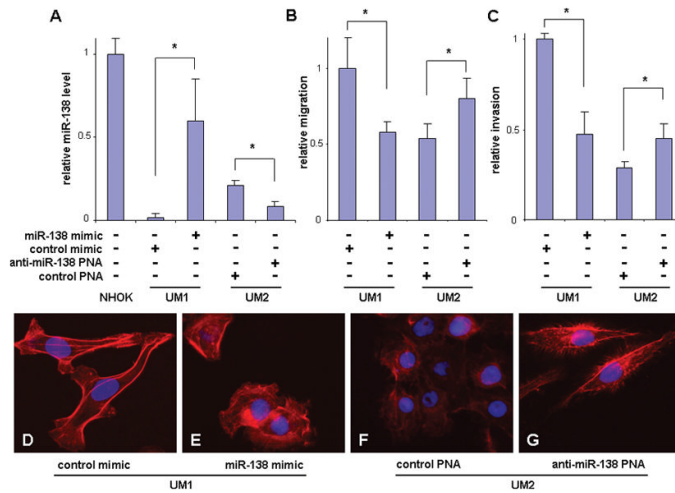 A
relative miR-138 level
1
0.5
0
*
*
B
relative migration
1
0.5
0
*
*
C
relative invasion
1
0.5
0
*
*
miR-138 mimic - - + - - - + - - - + - -
control mimic - + - - - + - - - + - - -
anti-miR-138 PNA - - - - + - - - + - - - +
control PNA - - - + - - - + - - - + -
NHOK UM1 UM2 UM1 UM2 UM1 UM2
D E F G
control mimic miR-138 mimic control PNA anti-miR-138 PNA
UM1 UM2